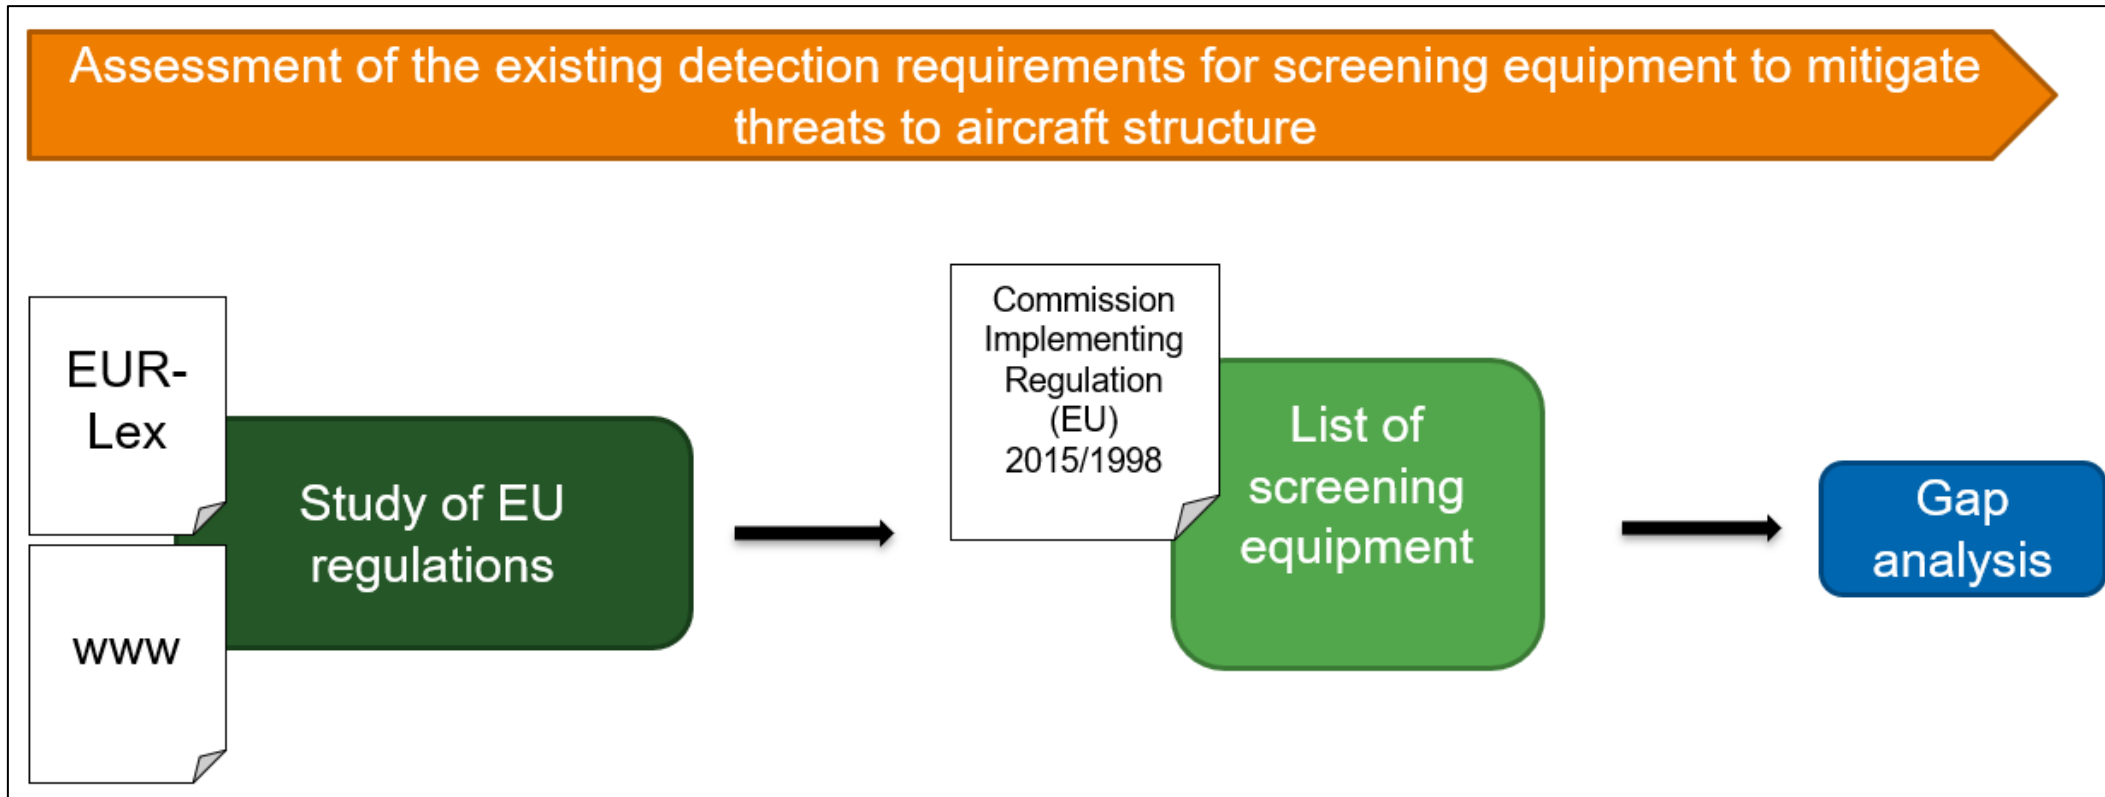 Assessment of the existing detection requirements for screening equipment to mitigate
threats to aircraft structure
EUR-
Lex
www
Study of EU
regulations
Commission
Implementing
Regulation
(EU)
2015/1998
List of
screening
equipment
Gap
analysis